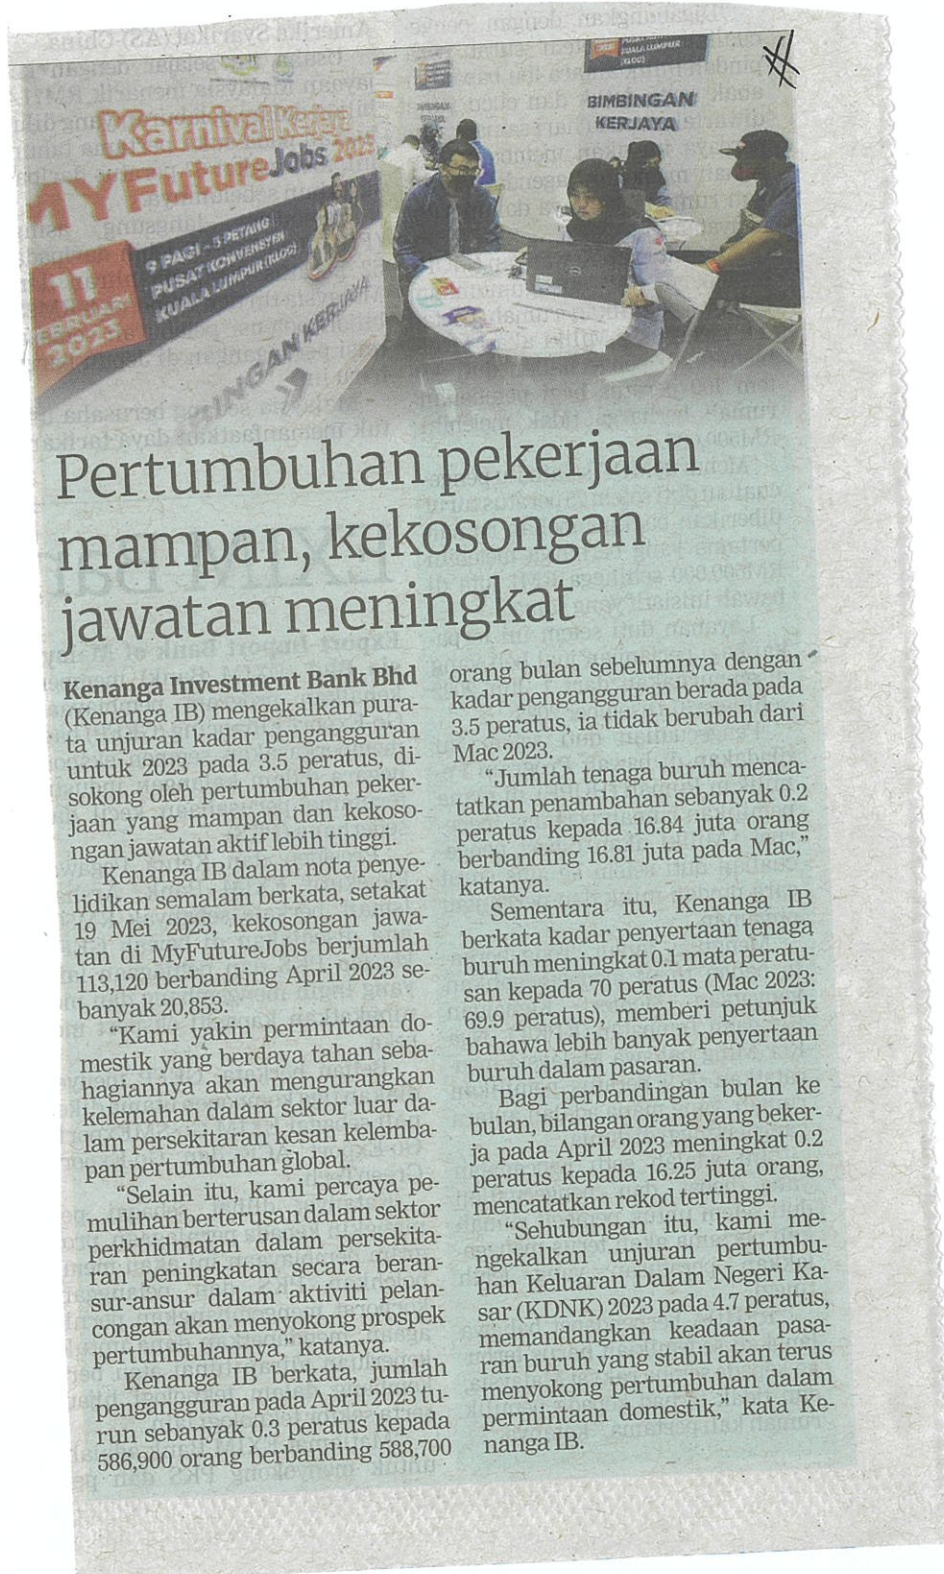 Karnival Kerjaya
MYFutureJobs 2023
11
FEBRUARI
2023
9 PAGI - 5 PETANG
PUSAT KONVENSYEN
KUALA LUMPUR (KLCC)
BIMBINGAN KERJAYA
KUALA LUMPUR
(KLCC)
BIMBINGAN
KERJAYA
Pertumbuhan pekerjaan
mampan, kekosongan
jawatan meningkat
Kenanga Investment Bank Bhd
(Kenanga IB) mengekalkan pura-
ta unjuran kadar pengangguran
untuk 2023 pada 3.5 peratus, di-
sokong oleh pertumbuhan peker-
jaan yang mampan dan kekoso-
ngan jawatan aktif lebih tinggi.
Kenanga IB dalam nota penye-
lidikan semalam berkata, setakat
19 Mei 2023, kekosongan jawa-
tan di MyFutureJobs berjumlah
113,120 berbanding April 2023 se-
banyak 20,853.
“Kami yakin permintaan do-
mestik yang berdaya tahan seba-
hagiannya akan mengurangkan
kelemahan dalam sektor luar da-
lam persekitaran kesan kelemba-
pan pertumbuhan global.
“Selain itu, kami percaya pe-
mulihan berterusan dalam sektor
perkhidmatan dalam persekita-
ran peningkatan secara beran-
sur-ansur dalam aktiviti pelan-
congan akan menyokong prospek
pertumbuhannya,” katanya.
Kenanga IB berkata, jumlah
pengangguran pada April 2023 tu-
run sebanyak 0.3 peratus kepada
586,900 orang berbanding 588,700
orang bulan sebelumnya dengan
kadar pengangguran berada pada
3.5 peratus, ia tidak berubah dari
Mac 2023.
“Jumlah tenaga buruh menca-
tatkan penambahan sebanyak 0.2
peratus kepada 16.84 juta orang
berbanding 16.81 juta pada Mac,”
katanya.
Sementara itu, Kenanga IB
berkata kadar penyertaan tenaga
buruh meningkat 0.1 mata peratu-
san kepada 70 peratus (Mac 2023:
69.9 peratus), memberi petunjuk
bahawa lebih banyak penyertaan
buruh dalam pasaran.
Bagi perbandingan bulan ke
bulan, bilangan orang yang beker-
ja pada April 2023 meningkat 0.2
peratus kepada 16.25 juta orang,
mencatatkan rekod tertinggi.
“Sehubungan itu, kami me-
ngekalkan unjuran pertumbu-
han Keluaran Dalam Negeri Ka-
sar (KDNK) 2023 pada 4.7 peratus,
memandangkan keadaan pasa-
ran buruh yang stabil akan terus
menyokong pertumbuhan dalam
permintaan domestik,” kata Ke-
nanga IB.